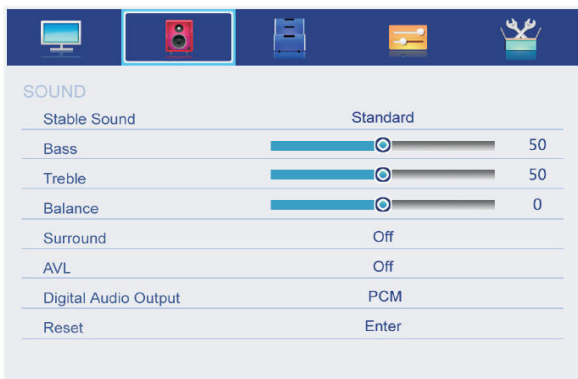 SOUND
Stable Sound Standard
Bass 50
Treble 50
Balance 0
Surround Off
AVL Off
Digital Audio Output PCM
Reset Enter